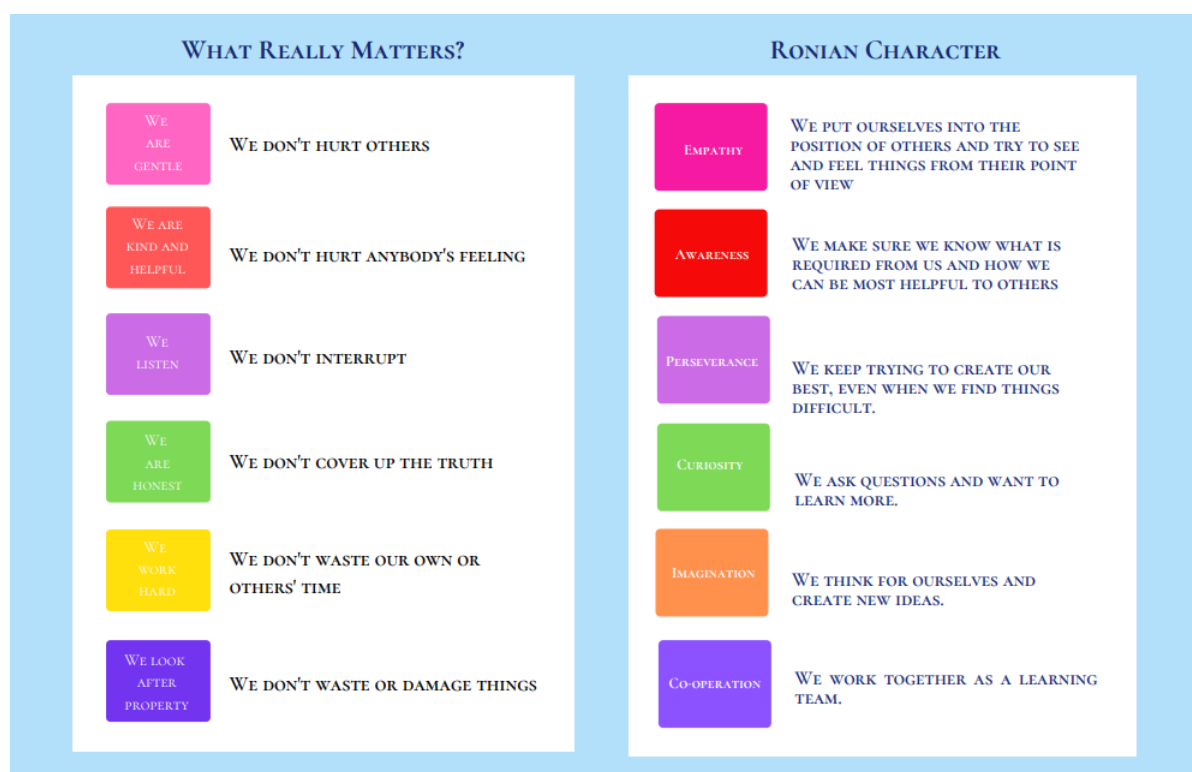 What Really Matters?
We
are
gentle
We don't hurt others
We are
kind and
helpful
We don't hurt anybody's feeling
We
listen
We don't interrupt
We
are
honest
We don't cover up the truth
We
work
hard
We don't waste our own or
others' time
We look
after
property
We don't waste or damage things
Ronian Character
Empathy
We put ourselves into the
position of others and try to see
and feel things from their point
of view
Awareness
We make sure we know what is
required from us and how we
can be most helpful to others
Perseverance
We keep trying to create our
best, even when we find things
difficult.
Curiosity
We ask questions and want to
learn more.
Imagination
We think for ourselves and
create new ideas.
Co-operation
We work together as a learning
team.